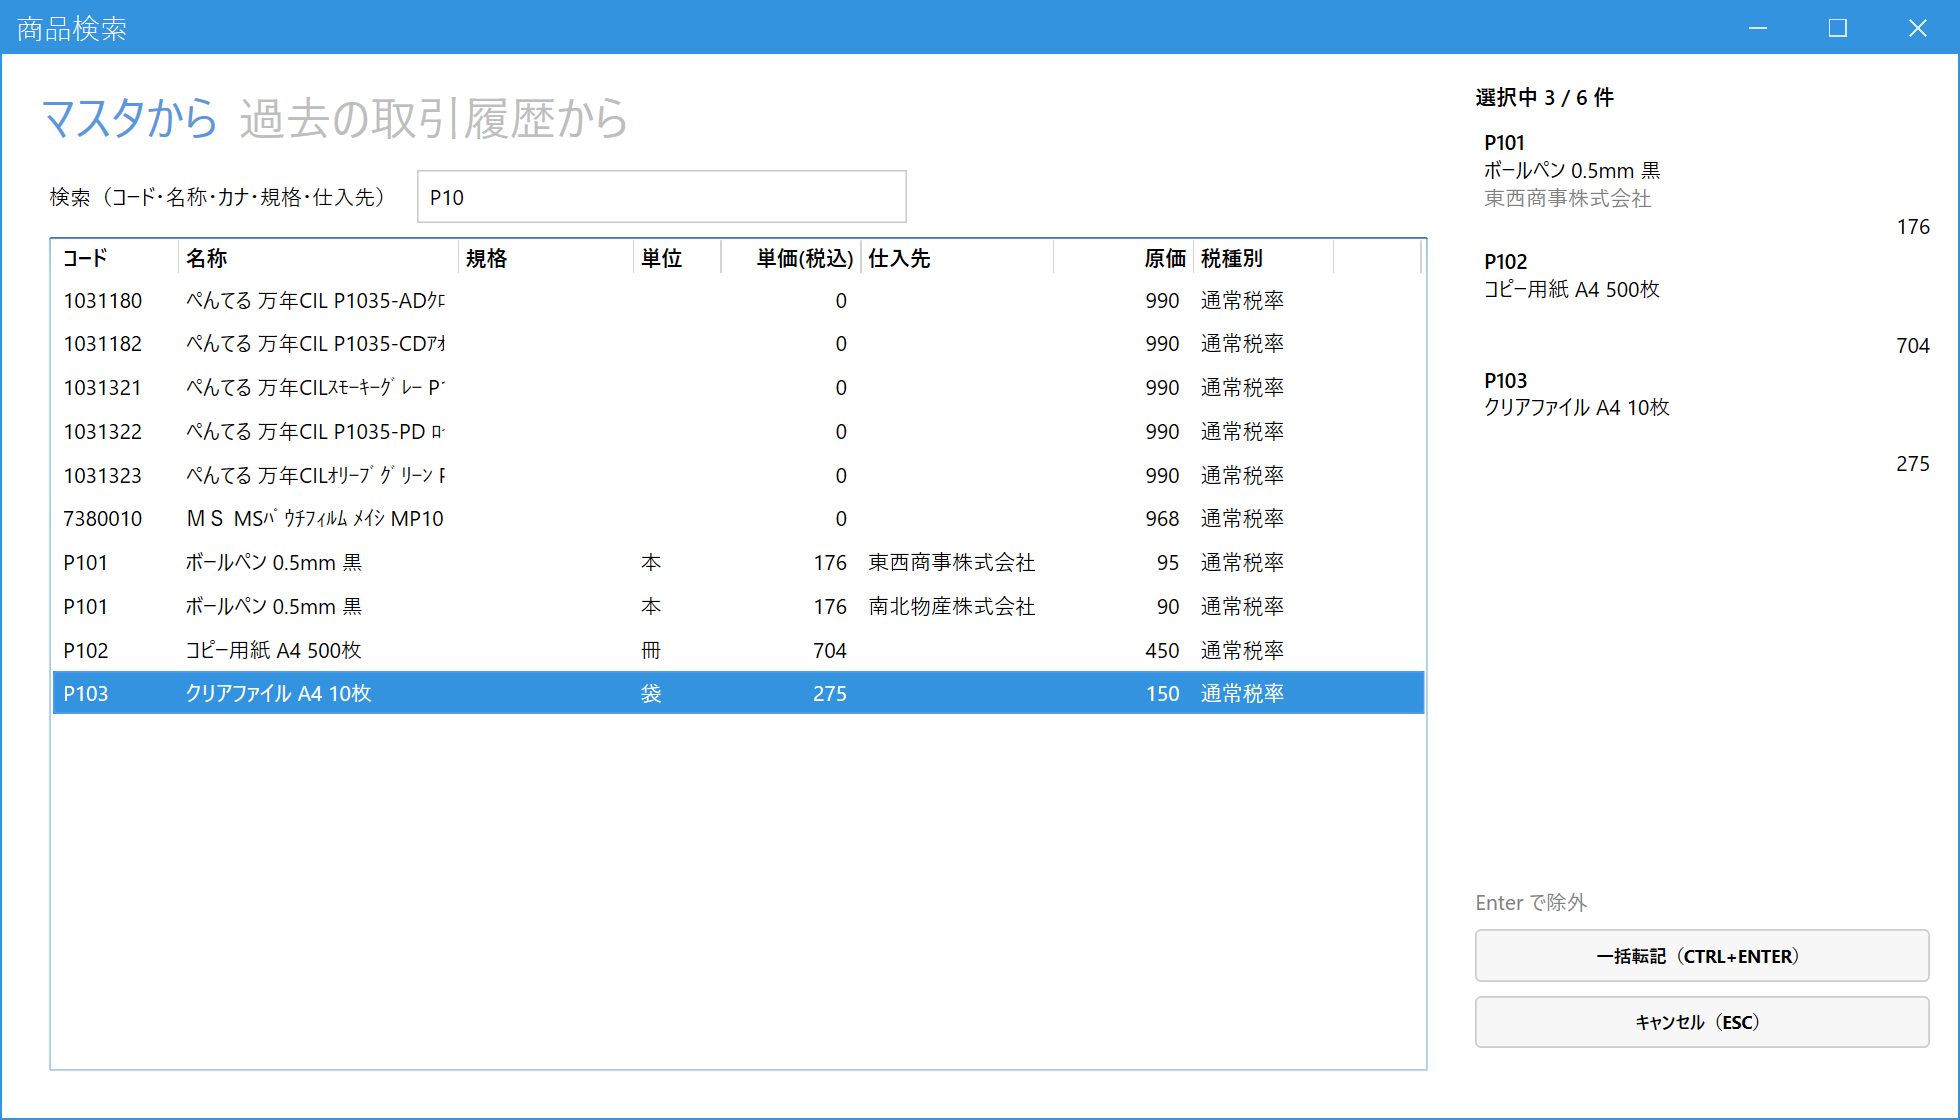 商品検索
マスタから 過去の取引履歴から
検索（コード・名称・カナ・規格・仕入先） P10
コード 名称 規格 単位 単価(税込) 仕入先 原価 税種別
1031180 ぺんてる 万年CIL P1035-ADｸﾛ 0 990 通常税率
1031182 ぺんてる 万年CIL P1035-CDｱｵ 0 990 通常税率
1031321 ぺんてる 万年CILｽﾓｰｷｰｸﾞﾚｰ P 0 990 通常税率
1031322 ぺんてる 万年CIL P1035-PD 0 990 通常税率
1031323 ぺんてる 万年CILｵﾘｰﾌﾞｸﾞﾘｰﾝ 0 990 通常税率
7380010 ＭＳ MSﾊﾟｳﾁﾌｨﾙﾑ ﾒｲｼ MP10 0 968 通常税率
P101 ボールペン 0.5mm 黒 本 176 東西商事株式会社 95 通常税率
P101 ボールペン 0.5mm 黒 本 176 南北物産株式会社 90 通常税率
P102 コピー用紙 A4 500枚 冊 704 450 通常税率
P103 クリアファイル A4 10枚 袋 275 150 通常税率
選択中 3 / 6 件
P101
ボールペン 0.5mm 黒
東西商事株式会社
176
P102
コピー用紙 A4 500枚
704
P103
クリアファイル A4 10枚
275
Enter で除外
一括転記（CTRL+ENTER）
キャンセル（ESC）